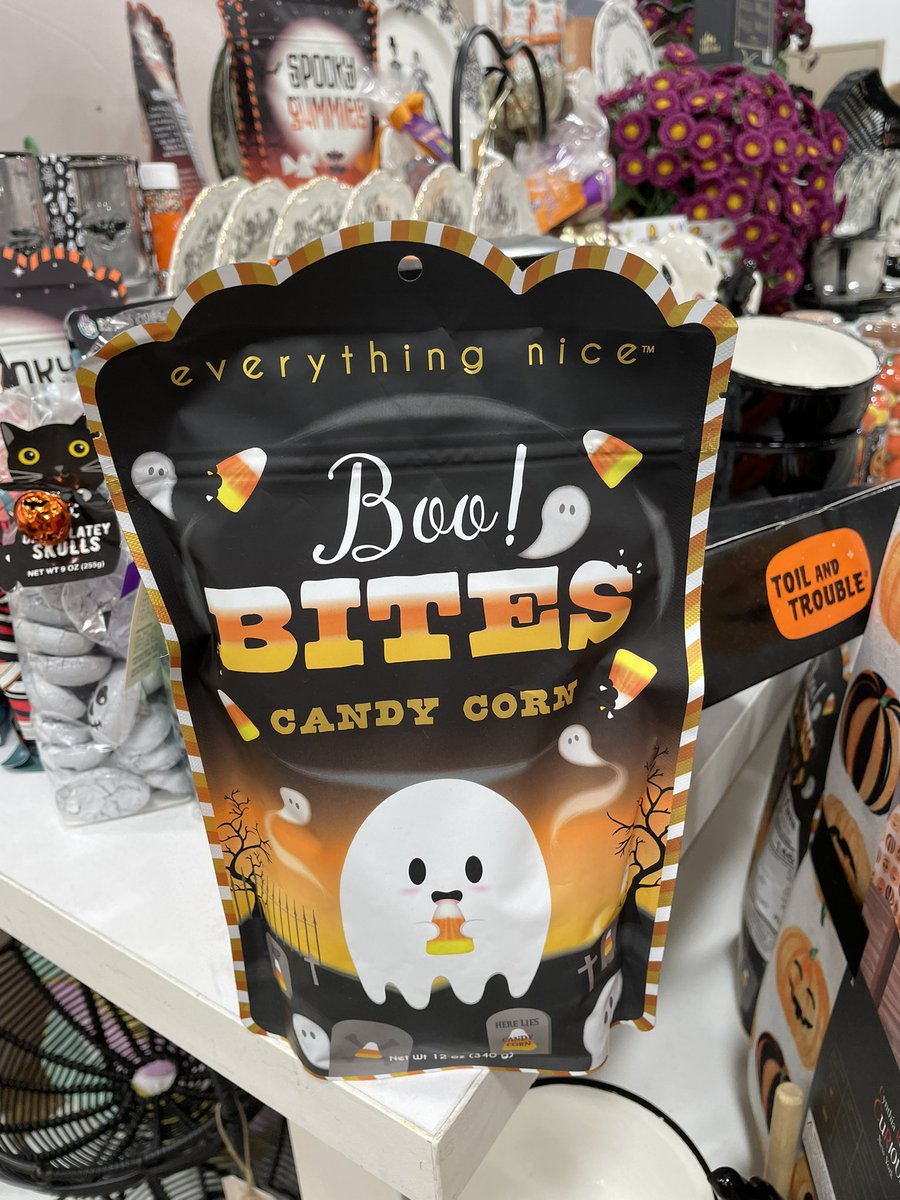 SPOOKY
GUMMIES
everything nice™
Boo!
BITES
CANDY CORN
LATEY
SKULLS
NET WT 9 OZ (255g)
TOIL AND
TROUBLE
HERE LIES
CANDY
CORN
Net Wt 12 oz (340 g)